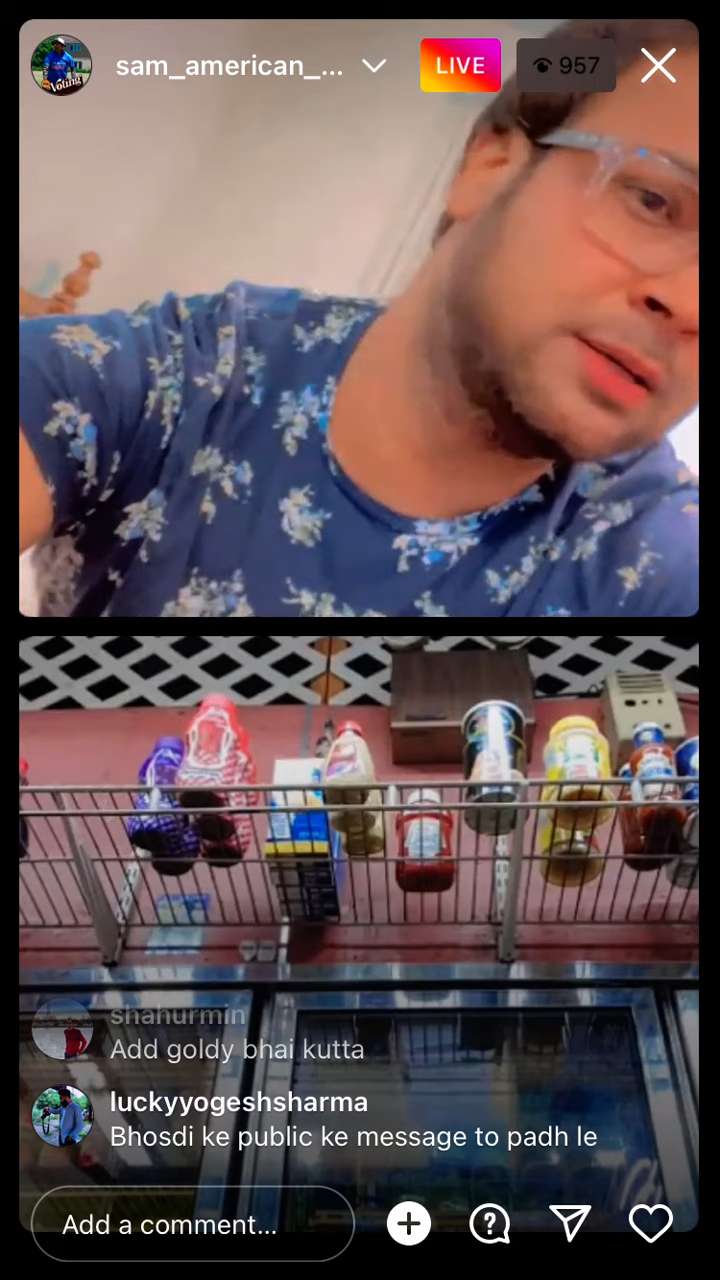 sam_american_...
LIVE
957
Voting
shahurmin
Add goldy bhai kutta
luckyyogeshsharma
Bhosdi ke public ke message to padh le
Add a comment...